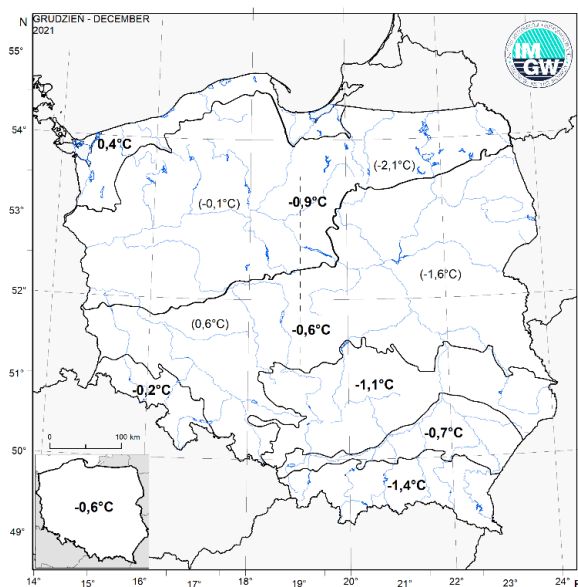 N
GRUDZIEŃ - DECEMBER
2021
IM
GW
55°
54°
0,4°C
(-2,1°C)
53°
(-0,1°C)
-0,9°C
(-1,6°C)
52°
(0,6°C)
-0,6°C
51°
-0,2°C
-1,1°C
0 100 km
-0,7°C
50°
-1,4°C
-0,6°C
49°
14° 15° 16° 17° 18° 19° 20° 21° 22° 23° E